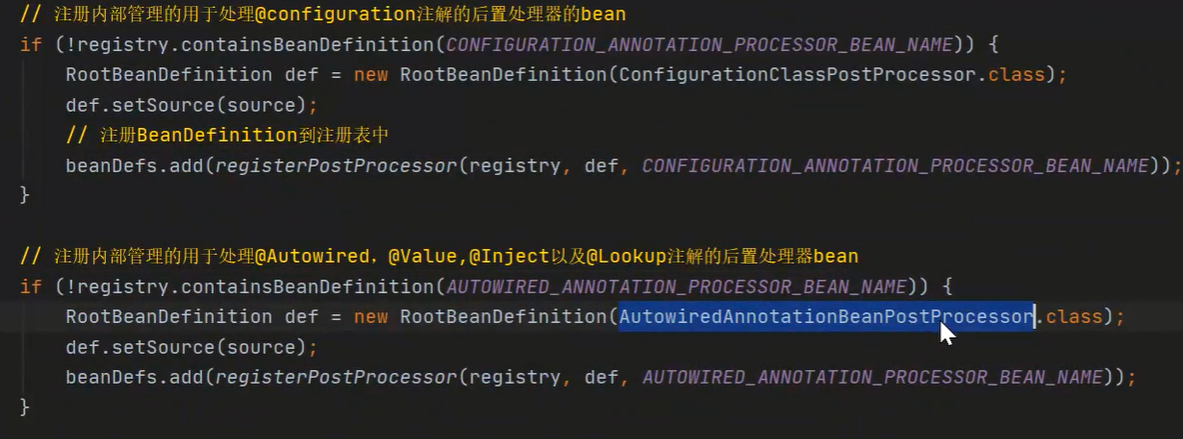 // 注册内部管理的用于处理@configuration注解的后置处理器的bean
if (!registry.containsBeanDefinition(CONFIGURATION_ANNOTATION_PROCESSOR_BEAN_NAME)) {
RootBeanDefinition def = new RootBeanDefinition(ConfigurationClassPostProcessor.class);
def.setSource(source);
// 注册BeanDefinition到注册表中
beanDefs.add(registerPostProcessor(registry, def, CONFIGURATION_ANNOTATION_PROCESSOR_BEAN_NAME));
}
// 注册内部管理的用于处理@Autowired，@Value,@Inject以及@Lookup注解的后置处理器bean
if (!registry.containsBeanDefinition(AUTOWIRED_ANNOTATION_PROCESSOR_BEAN_NAME)) {
RootBeanDefinition def = new RootBeanDefinition(AutowiredAnnotationBeanPostProcessor.class);
def.setSource(source);
beanDefs.add(registerPostProcessor(registry, def, AUTOWIRED_ANNOTATION_PROCESSOR_BEAN_NAME));
}